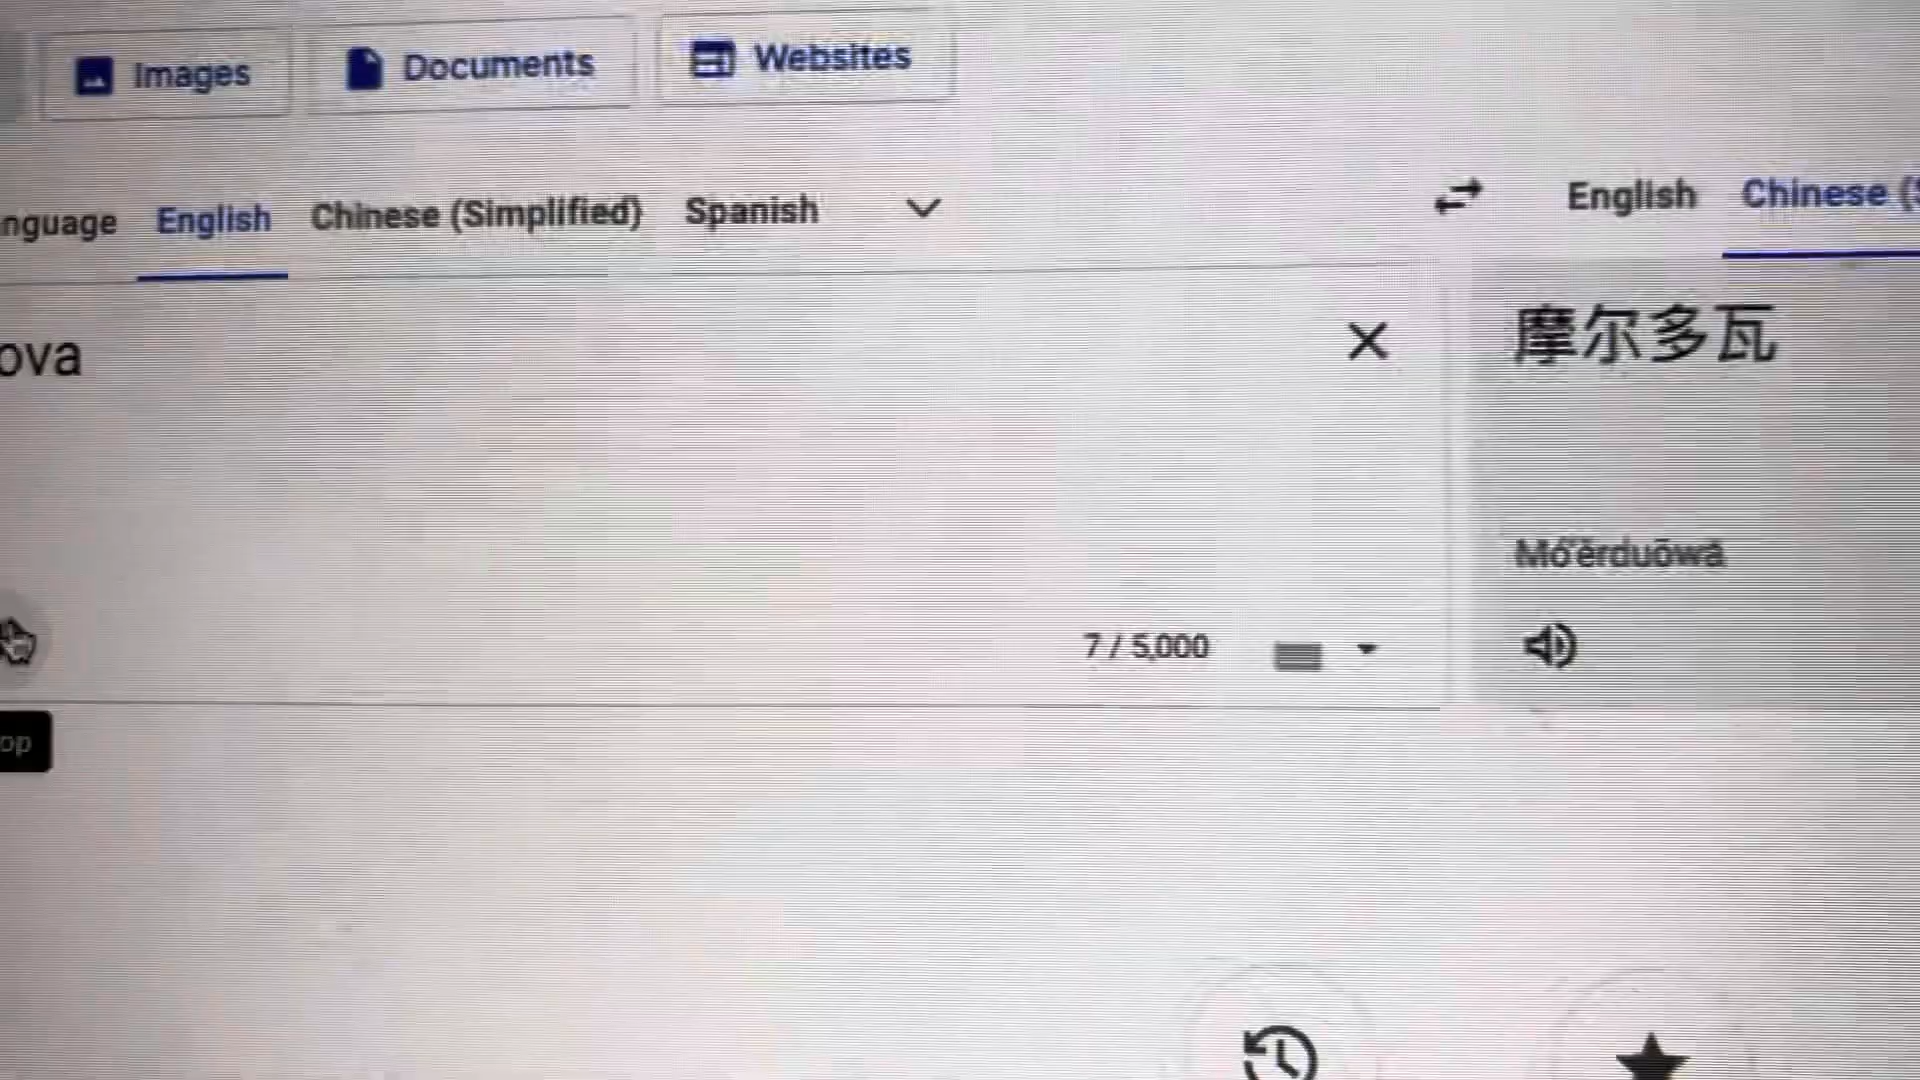 Images Documents Websites
nguage English Chinese (Simplified) Spanish English Chinese (S
ova
摩尔多瓦
Mó'ěrduōwǎ
7 / 5,000
op